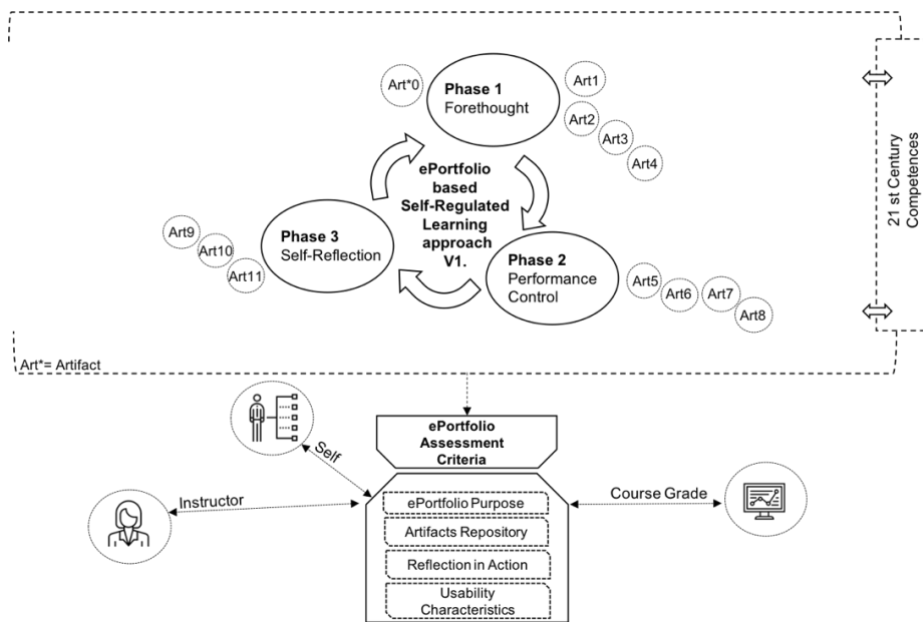 Art*0
Phase 1
Forethought
Art1
Art2
Art3
Art4
ePortfolio
based
Self-Regulated
Learning
approach
V1.
Phase 3
Self-Reflection
Art9
Art10
Art11
Phase 2
Performance
Control
Art5
Art6
Art7
Art8
21 st Century
Competences
Art*= Artifact
ePortfolio
Assessment
Criteria
Self
Instructor
Course Grade
ePortfolio Purpose
Artifacts Repository
Reflection in Action
Usability
Characteristics